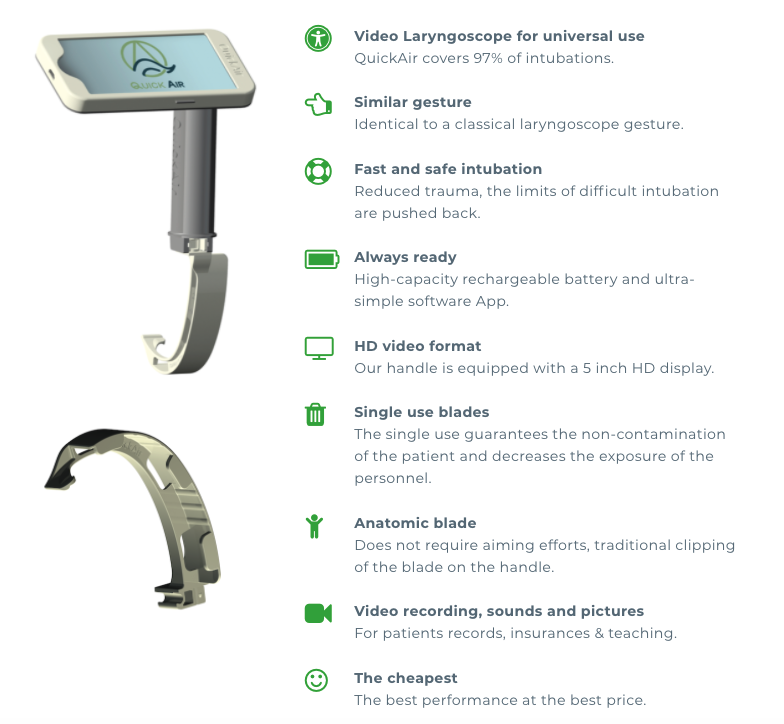 QUICK AIR
Video Laryngoscope for universal use
QuickAir covers 97% of intubations.
Similar gesture
Identical to a classical laryngoscope gesture.
Fast and safe intubation
Reduced trauma, the limits of difficult intubation
are pushed back.
Always ready
High-capacity rechargeable battery and ultra-
simple software App.
HD video format
Our handle is equipped with a 5 inch HD display.
Single use blades
The single use guarantees the non-contamination
of the patient and decreases the exposure of the
personnel.
Anatomic blade
Does not require aiming efforts, traditional clipping
of the blade on the handle.
Video recording, sounds and pictures
For patients records, insurances & teaching.
The cheapest
The best performance at the best price.